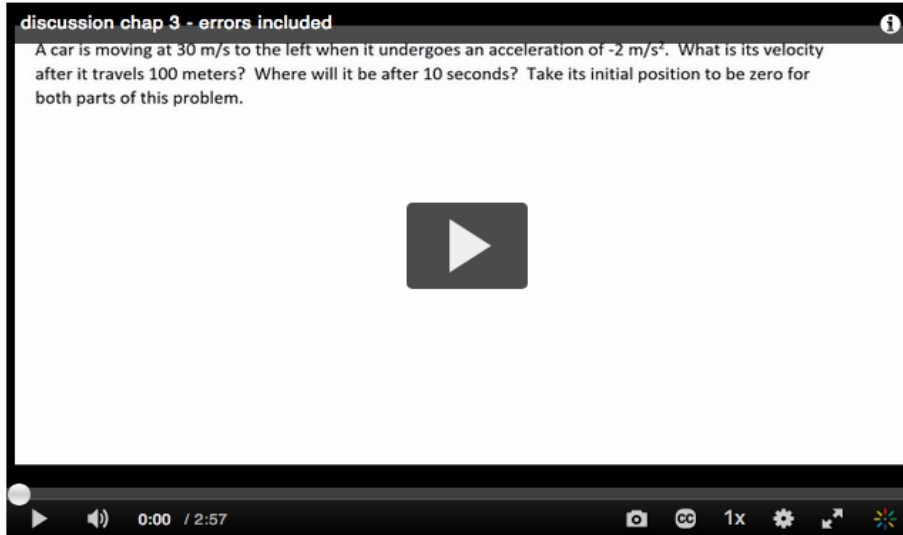 discussion chap 3 - errors included
A car is moving at 30 m/s to the left when it undergoes an acceleration of -2 m/s². What is its velocity
after it travels 100 meters? Where will it be after 10 seconds? Take its initial position to be zero for
both parts of this problem.
0:00 / 2:57 CC 1x